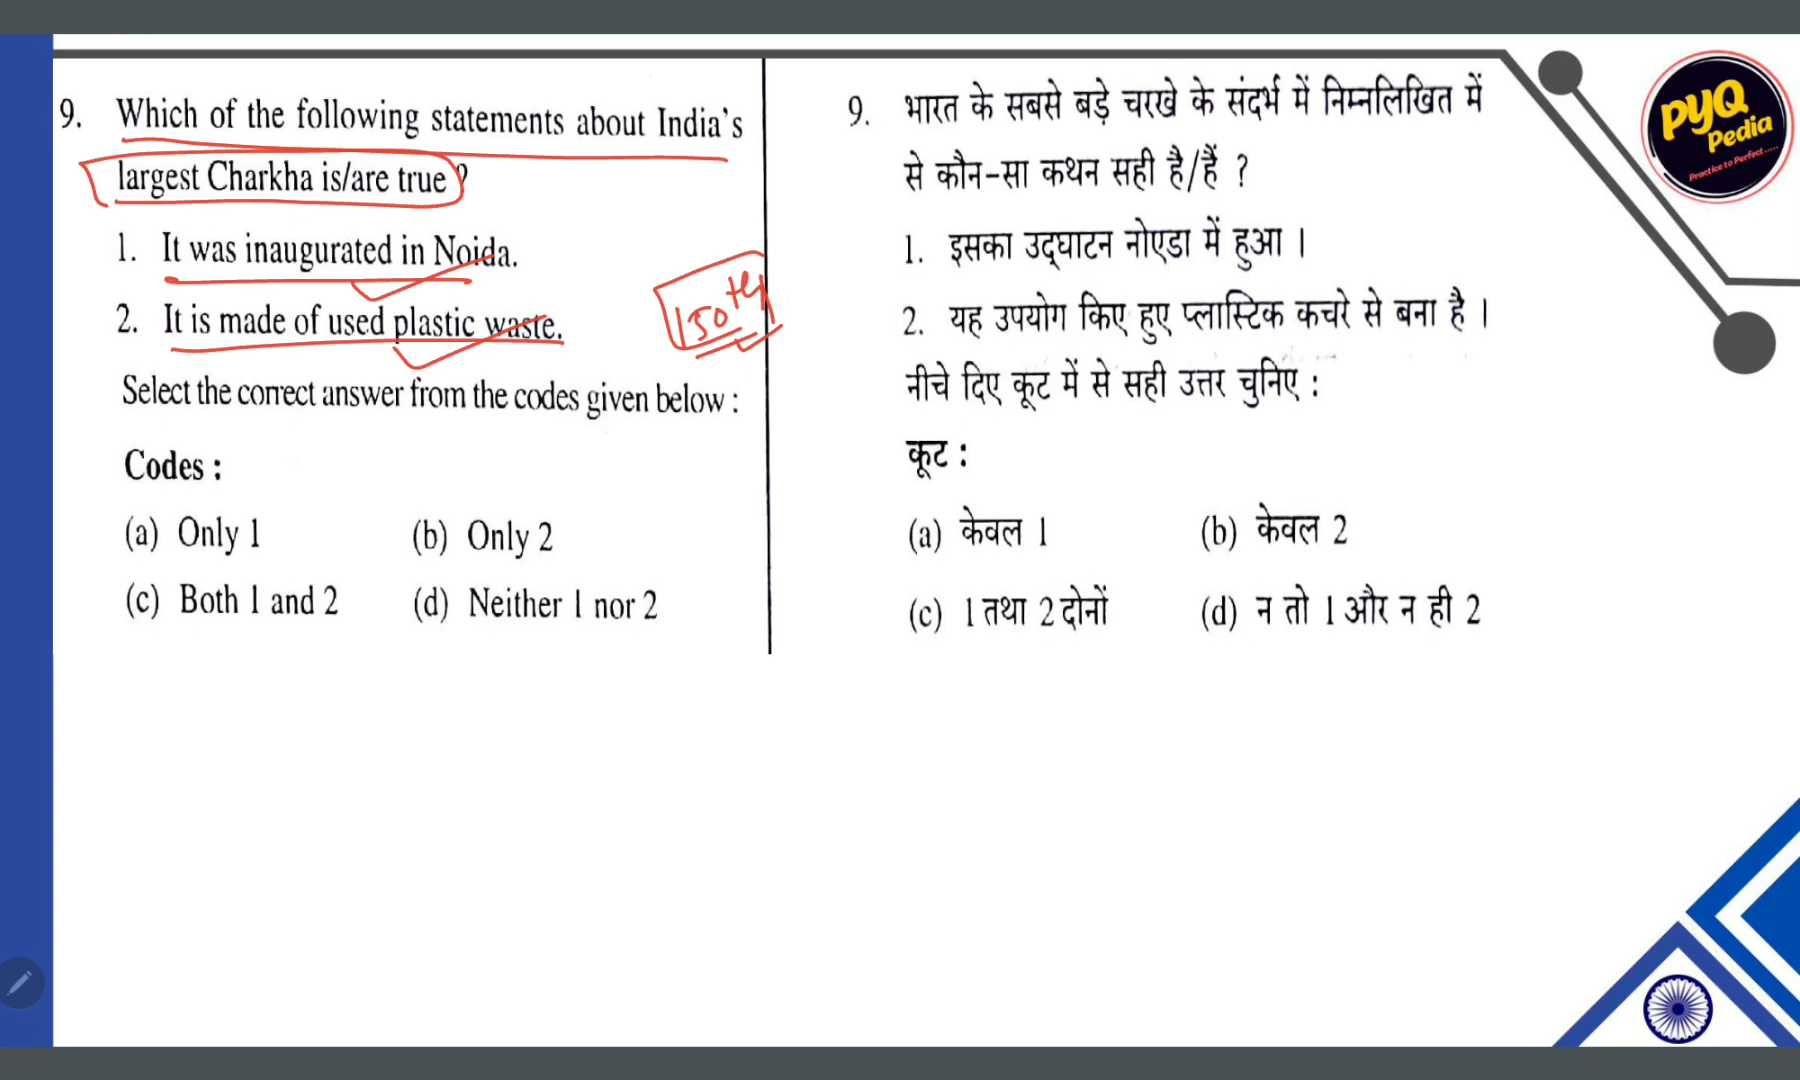 9. Which of the following statements about India's
largest Charkha is/are true ?
1. It was inaugurated in Noida.
2. It is made of used plastic waste.
150th
Select the correct answer from the codes given below :
Codes :
(a) Only 1 (b) Only 2
(c) Both 1 and 2 (d) Neither 1 nor 2
9. भारत के सबसे बड़े चरखे के संदर्भ में निम्नलिखित में
से कौन-सा कथन सही है/हैं ?
1. इसका उद्घाटन नोएडा में हुआ ।
2. यह उपयोग किए हुए प्लास्टिक कचरे से बना है ।
नीचे दिए कूट में से सही उत्तर चुनिए :
कूट :
(a) केवल 1 (b) केवल 2
(c) 1 तथा 2 दोनों (d) न तो 1 और न ही 2
PYQ
Pedia
Practice to Perfect.....